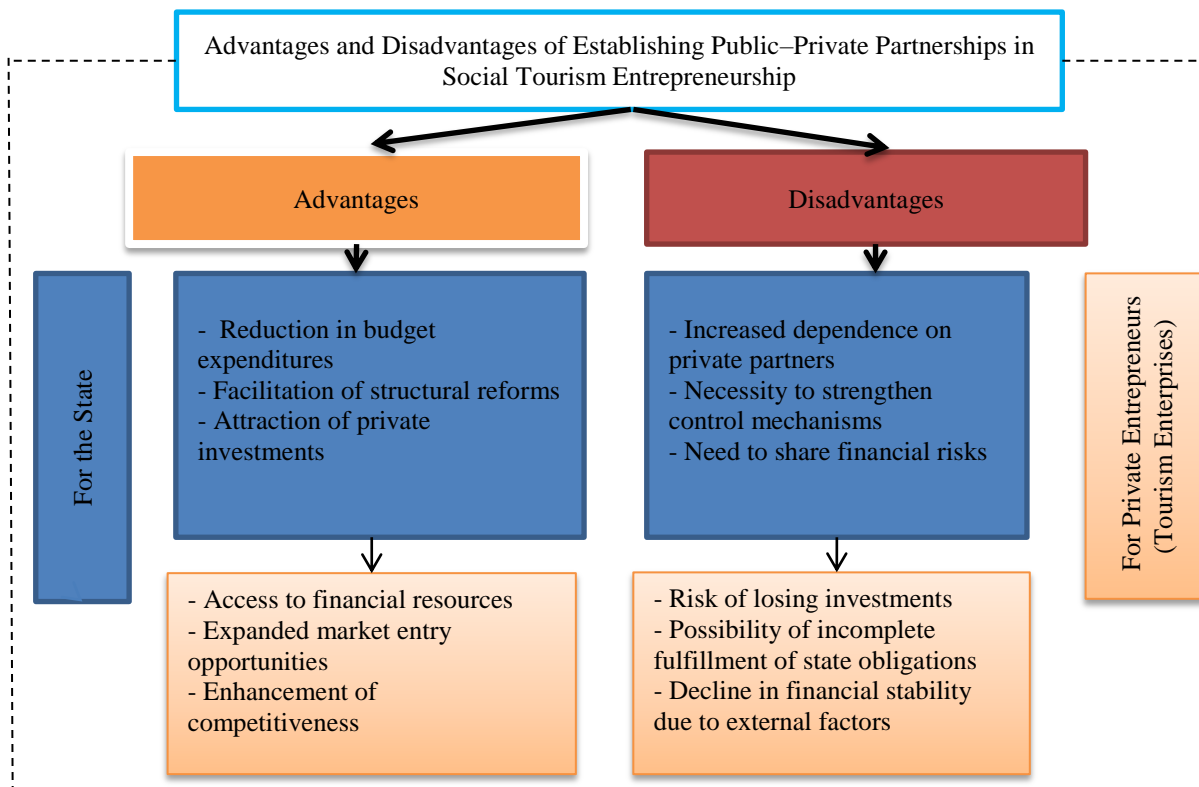 Advantages and Disadvantages of Establishing Public–Private Partnerships in
Social Tourism Entrepreneurship
Advantages
Disadvantages
For the State
-  Reduction in budget
expenditures
- Facilitation of structural reforms
- Attraction of private
investments
- Increased dependence on
private partners
- Necessity to strengthen
control mechanisms
- Need to share financial risks
For Private Entrepreneurs
(Tourism Enterprises)
- Access to financial resources
- Expanded market entry
opportunities
- Enhancement of
competitiveness
- Risk of losing investments
- Possibility of incomplete
fulfillment of state obligations
- Decline in financial stability
due to external factors